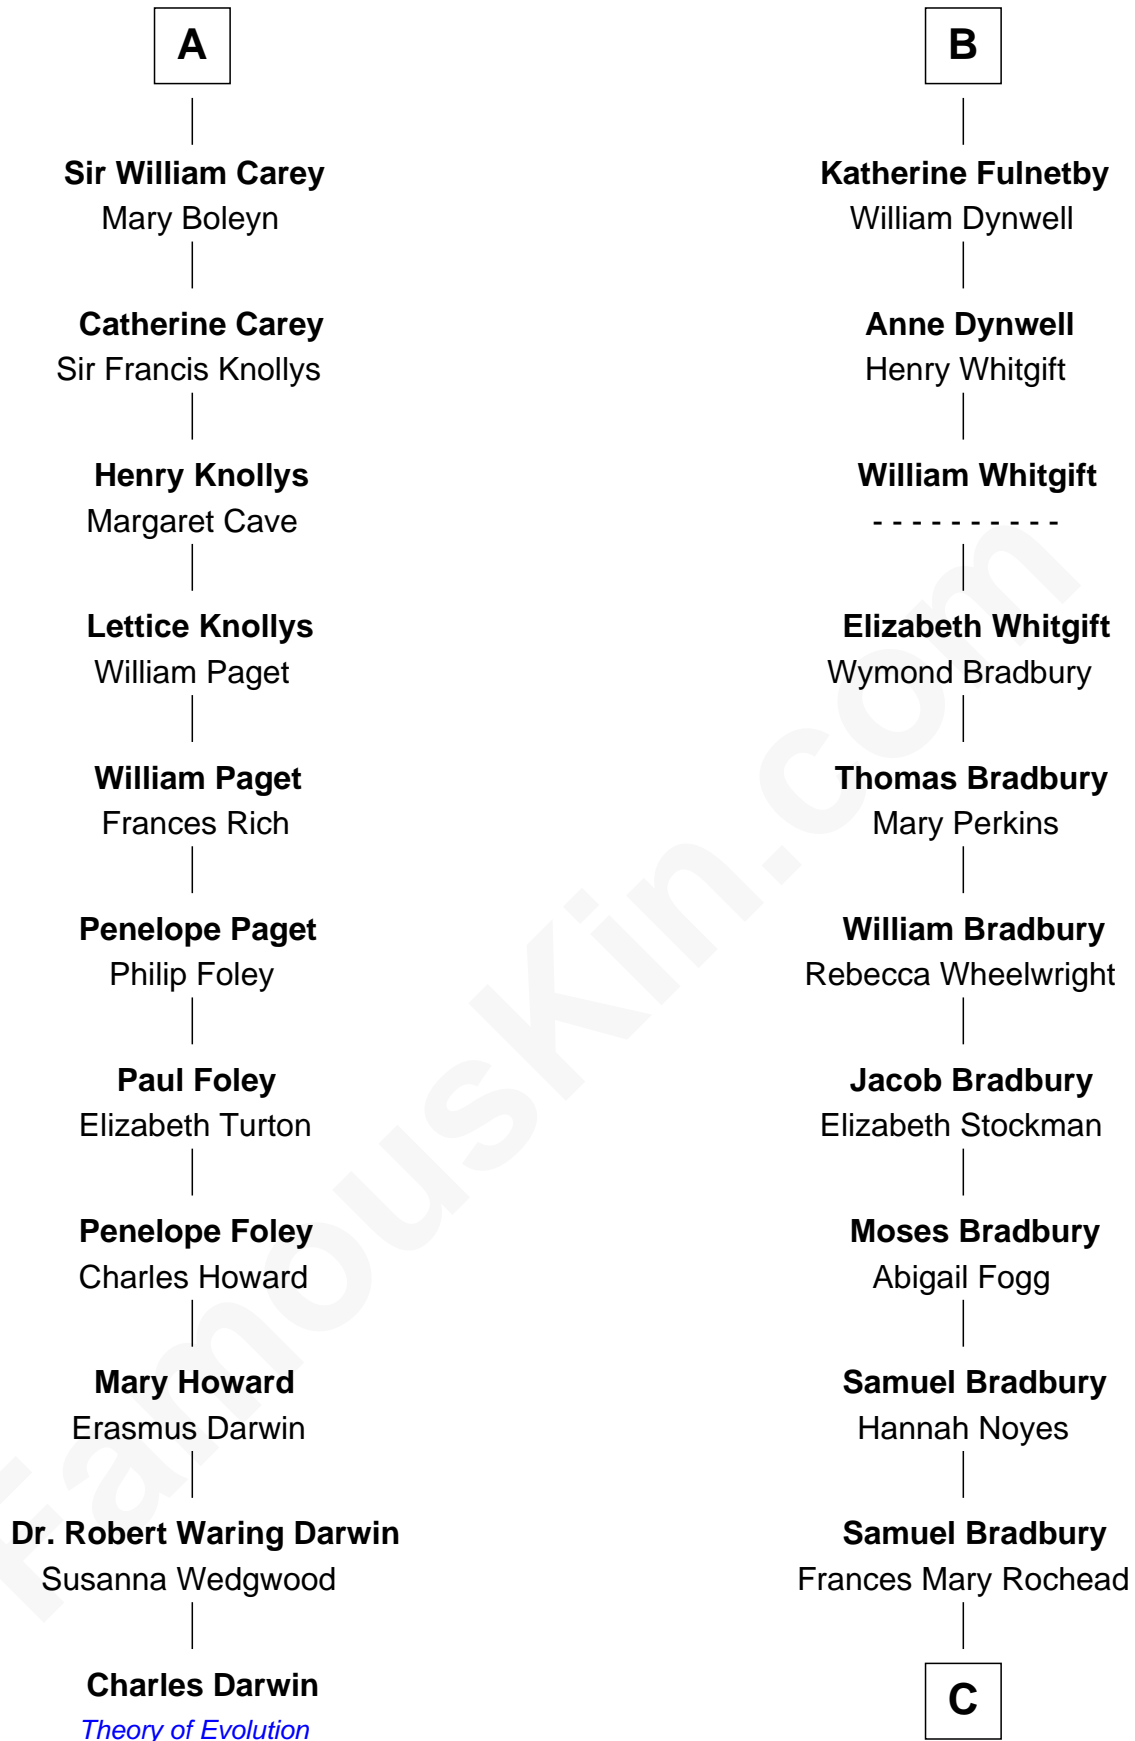 A
Sir William Carey
Mary Boleyn
Catherine Carey
Sir Francis Knollys
Henry Knollys
Margaret Cave
Lettice Knollys
William Paget
William Paget
Frances Rich
Penelope Paget
Philip Foley
Paul Foley
Elizabeth Turton
Penelope Foley
Charles Howard
Mary Howard
Erasmus Darwin
Dr. Robert Waring Darwin
Susanna Wedgwood
Charles Darwin
Theory of Evolution
B
Katherine Fulnetby
William Dynwell
Anne Dynwell
Henry Whitgift
William Whitgift
- - - - - - - - - -
Elizabeth Whitgift
Wymond Bradbury
Thomas Bradbury
Mary Perkins
William Bradbury
Rebecca Wheelwright
Jacob Bradbury
Elizabeth Stockman
Moses Bradbury
Abigail Fogg
Samuel Bradbury
Hannah Noyes
Samuel Bradbury
Frances Mary Rochead
C
FamousKin.com